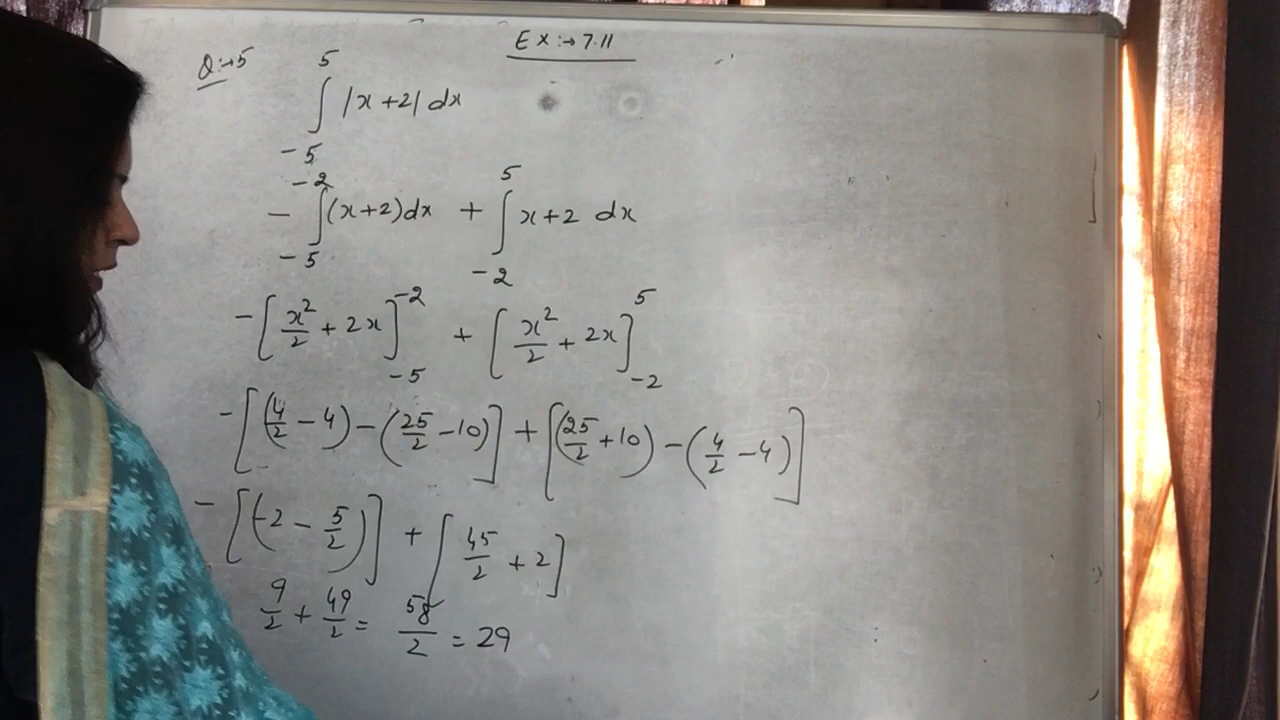 Ex :→ 7.11
Q :→ 5 ∫_{-5}^{5} |x+2| dx
- ∫_{-5}^{-2} (x+2)dx + ∫_{-2}^{5} x+2 dx
-[x²/2 + 2x]_{-5}^{-2} + [x²/2 + 2x]_{-2}^{5}
-[(4/2 - 4) - (25/2 - 10)] + [(25/2 + 10) - (4/2 - 4)]
-[(-2 - 5/2)] + [45/2 + 2]
9/2 + 49/2 = 58/2 = 29